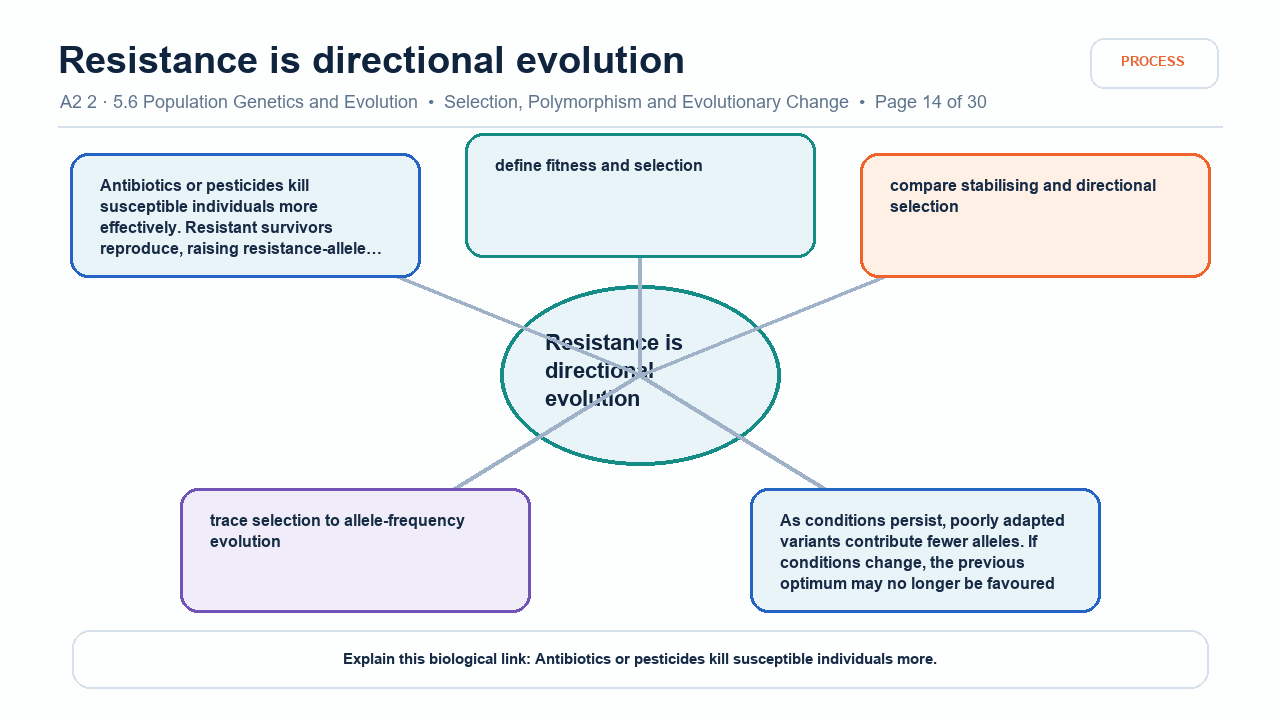 Resistance is directional evolution
PROCESS
A2 2 · 5.6 Population Genetics and Evolution • Selection, Polymorphism and Evolutionary Change • Page 14 of 30
Antibiotics or pesticides kill
susceptible individuals more
effectively. Resistant survivors
reproduce, raising resistance-allele…
define fitness and selection
compare stabilising and directional
selection
Resistance is
directional
evolution
trace selection to allele-frequency
evolution
As conditions persist, poorly adapted
variants contribute fewer alleles. If
conditions change, the previous
optimum may no longer be favoured
Explain this biological link: Antibiotics or pesticides kill susceptible individuals more.